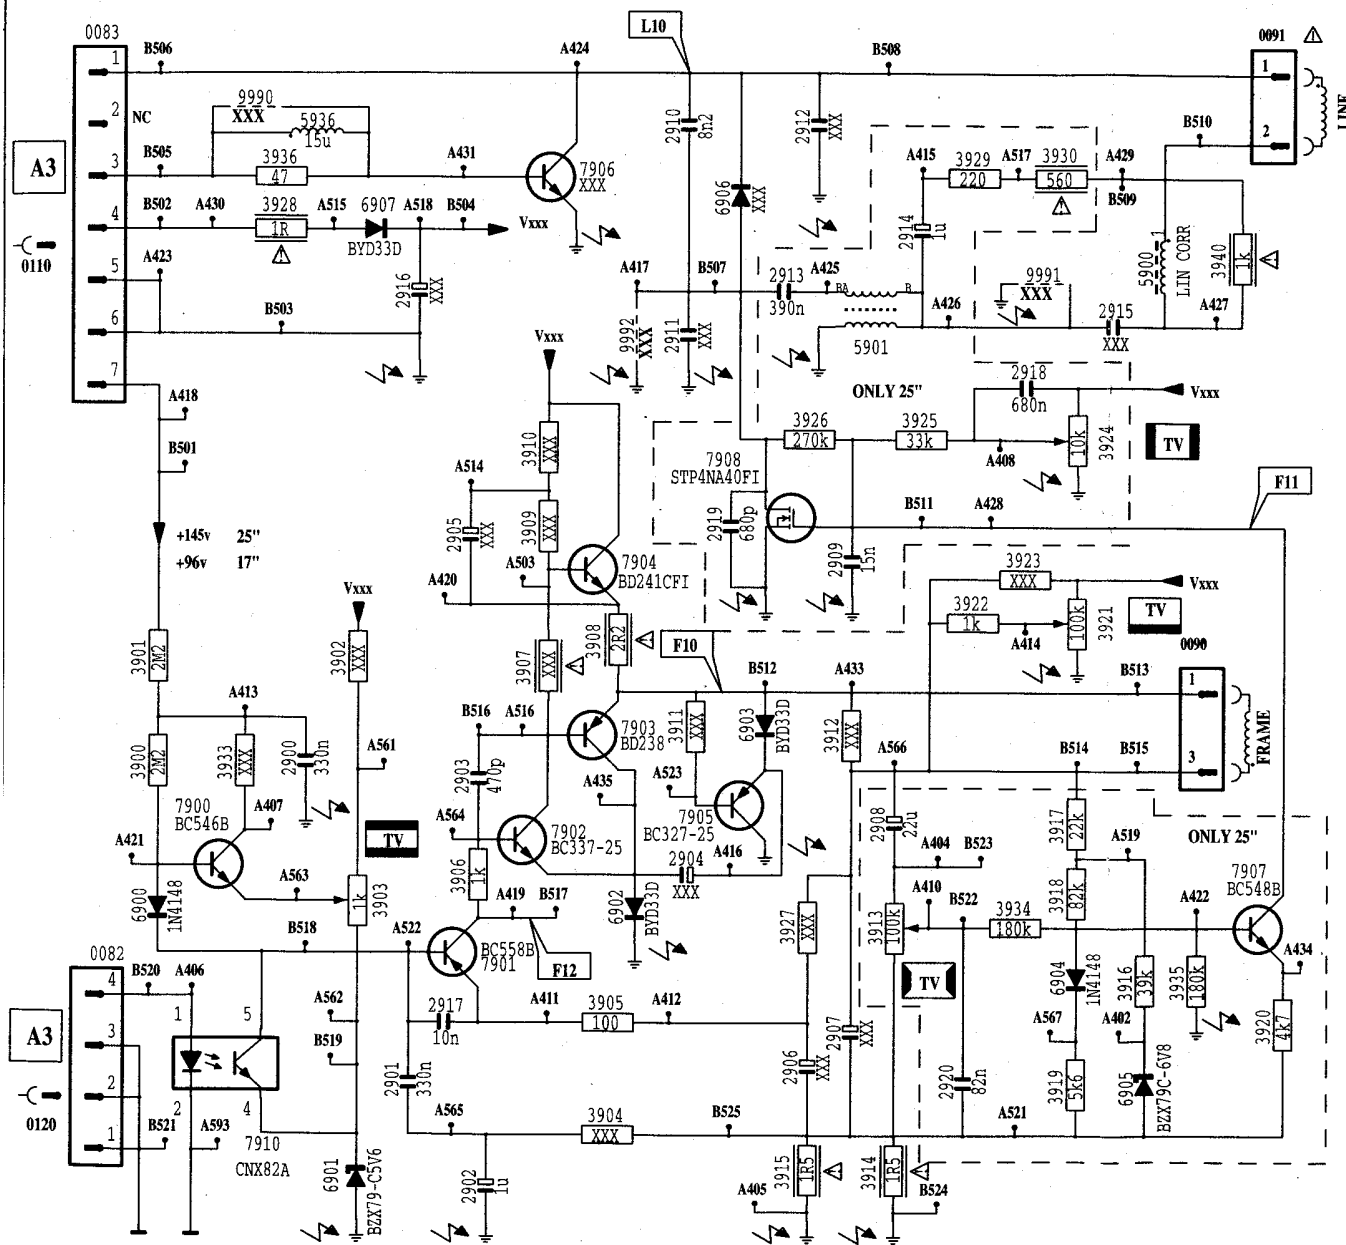 0083
B506
A424
L10
B508
0091
1
1
9990
XXX
5936
15u
2
NC
2910
8n2
2912
XXX
B510
2
LINE
A3
3
B505
3936
47
A431
7906
XXX
6906
XXX
A415
3929
220
A517
3930
560
A429
B509
4
B502
A430
3928
1R
A515
6907
BYD33D
A518
B504
Vxxx
2914
1u
5900
LIN CORR
1
3940
1k
0110
5
A423
2916
XXX
A417
B507
2913
390n
A425
BA
B
9991
XXX
A426
2915
XXX
A427
6
B503
9992
XXX
2911
XXX
5901
7
Vxxx
ONLY 25"
2918
680n
Vxxx
A418
B501
3910
XXX
3926
270k
3925
33k
A408
10k
3924
TV
A514
7908
STP4NA40FI
F11
2905
XXX
3909
XXX
2919
680p
B511
A428
+145v 25"
+96v 17"
A503
7904
BD241CFI
2909
15n
3923
XXX
Vxxx
A420
Vxxx
3922
1k
A414
100k
3921
TV
0090
3901
2M2
3902
XXX
3907
XXX
3908
2R2
F10
B512
A433
B513
1
A413
3911
XXX
6903
BYD33D
3912
XXX
3900
2M2
3933
XXX
2900
330n
A561
B516
A516
7903
BD238
A566
B514
B515
3
FRAME
2903
470p
A435
A523
7905
BC327-25
7900
BC546B
A407
TV
A564
7902
BC337-25
2908
22u
3917
22k
ONLY 25"
A421
2904
XXX
A416
A404
B523
A519
7907
BC548B
6900
1N4148
A563
1k
3903
3906
1k
6902
BYD33D
A410
3918
82k
A419
B517
3927
XXX
3913
100k
B522
3934
180k
A422
0082
B518
A522
BC558B
7901
F12
A434
4
B520
A406
TV
6904
1N4148
3916
39k
3935
180k
1
5
A562
2917
10n
A411
3905
100
A412
3920
4k7
A3
3
B519
2907
XXX
A567
A402
2901
330n
2906
XXX
2920
82n
3919
5k6
6905
BZX79C-6V8
2
2
4
0120
1
B521
A593
7910
CNX82A
A565
3904
XXX
B525
A521
6901
BZX79-C5V6
2902
1u
3915
1R5
3914
1R5
A405
B524